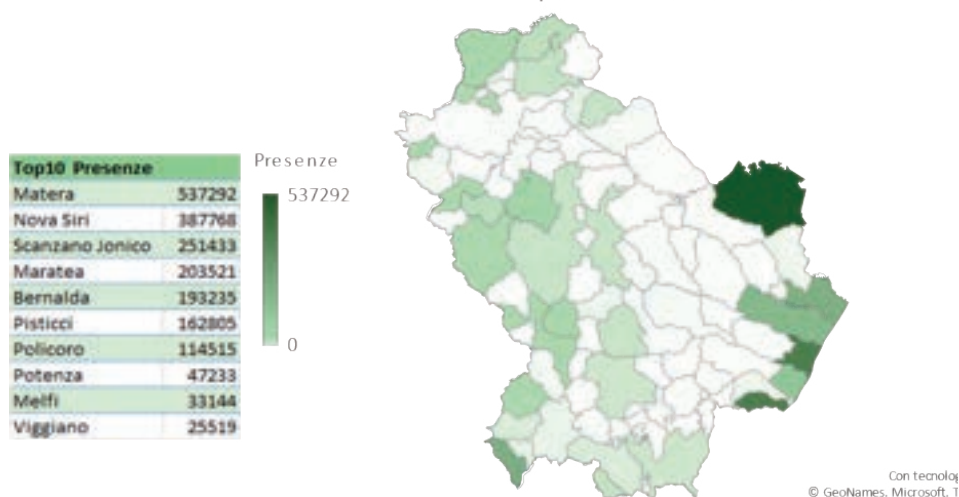 Top10 Presenze
Matera 537292
Nova Siri 387768
Scanzano Jonico 251433
Maratea 203521
Bernalda 193235
Pisticci 162805
Policoro 114515
Potenza 47233
Melfi 33144
Viggiano 25519
Presenze
537292
0
Con tecnolog
© GeoNames, Microsoft, T